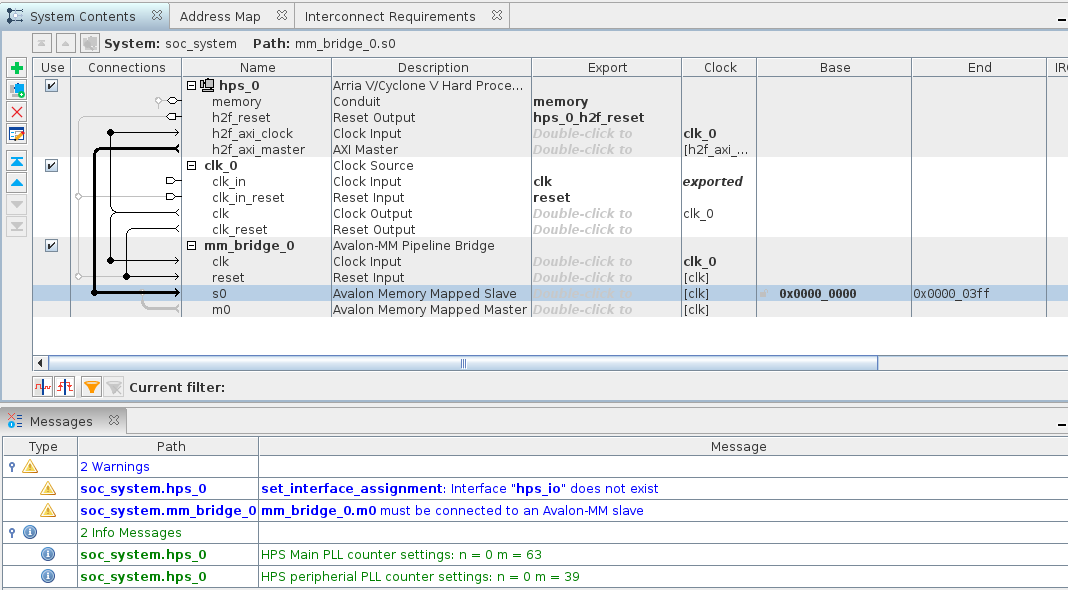 System Contents Address Map Interconnect Requirements
System: soc_system Path: mm_bridge_0.s0
Use Connections Name Description Export Clock Base End IR
hps_0 Arria V/Cyclone V Hard Proce...
memory Conduit memory
h2f_reset Reset Output hps_0_h2f_reset
h2f_axi_clock Clock Input Double-click to clk_0
h2f_axi_master AXI Master Double-click to [h2f_axi_...
clk_0 Clock Source
clk_in Clock Input clk exported
clk_in_reset Reset Input reset
clk Clock Output Double-click to clk_0
clk_reset Reset Output Double-click to
mm_bridge_0 Avalon-MM Pipeline Bridge
clk Clock Input Double-click to clk_0
reset Reset Input Double-click to [clk]
s0 Avalon Memory Mapped Slave Double-click to [clk] 0x0000_0000 0x0000_03ff
m0 Avalon Memory Mapped Master Double-click to [clk]
Current filter:
Messages
Type Path Message
2 Warnings
soc_system.hps_0 set_interface_assignment: Interface "hps_io" does not exist
soc_system.mm_bridge_0 mm_bridge_0.m0 must be connected to an Avalon-MM slave
2 Info Messages
soc_system.hps_0 HPS Main PLL counter settings: n = 0 m = 63
soc_system.hps_0 HPS peripherial PLL counter settings: n = 0 m = 39